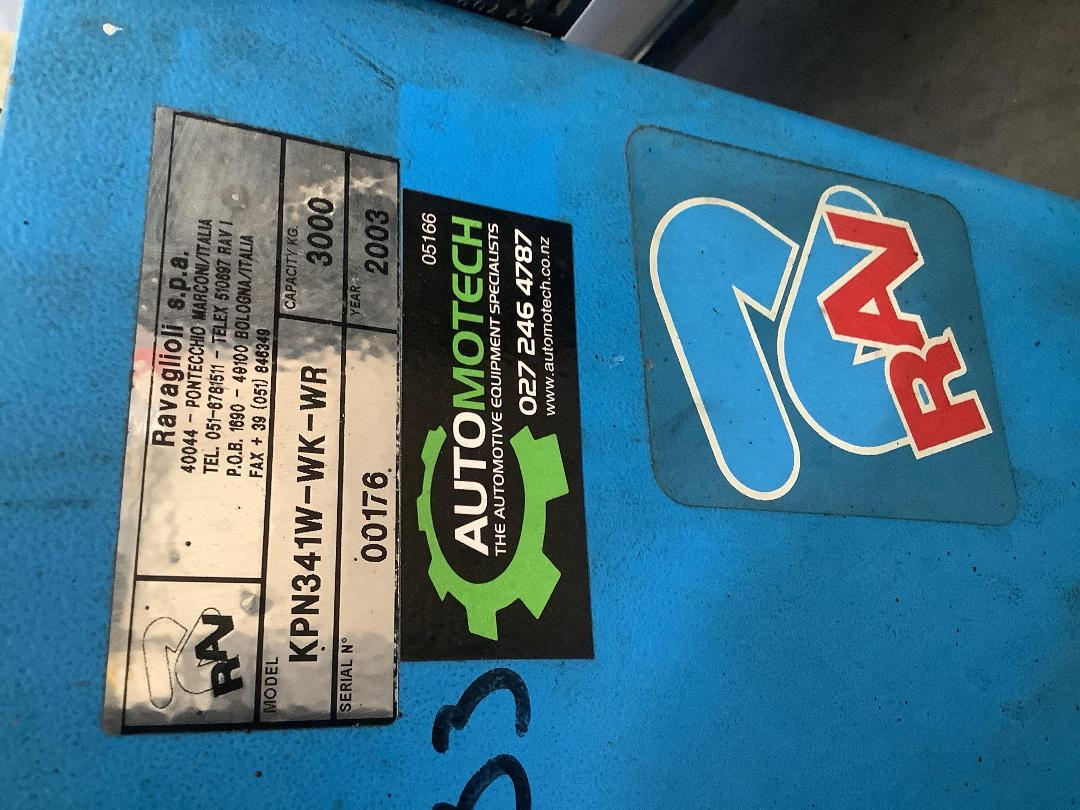 Ravaglioli s.p.a.
40044 - PONTECCHIO MARCONI/ITALIA
TEL. 051-6781511 - TELEX 510697 RAV I
P.O.B. 1690 - 40100 BOLOGNA/ITALIA
FAX + 39 (051) 846349
RAV
MODEL
KPN341W-WK-WR
CAPACITY KG.
3000
SERIAL N°
00176
YEAR
2003
05166
AUTOMOTECH
THE AUTOMOTIVE EQUIPMENT SPECIALISTS
027 246 4787
www.automotech.co.nz
RAV